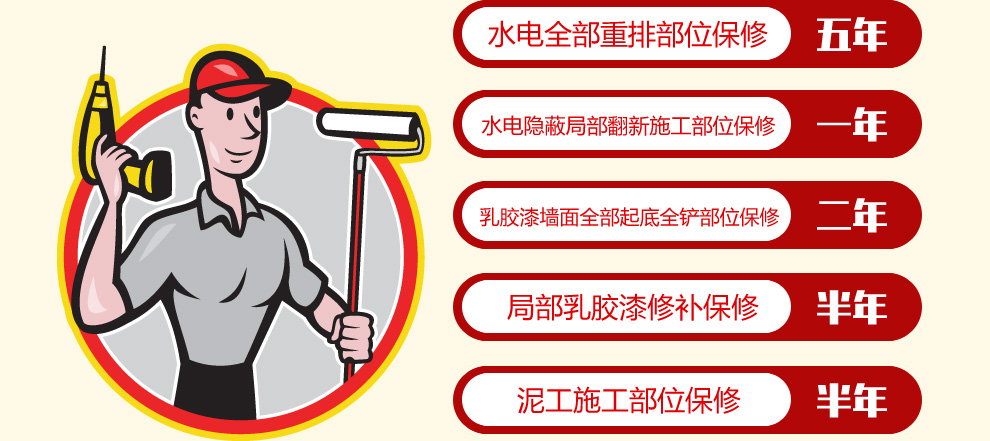 水电全部重排部位保修 五年
水电隐蔽局部翻新施工部位保修 一年
乳胶漆墙面全部起底全铲部位保修 二年
局部乳胶漆修补保修 半年
泥工施工部位保修 半年